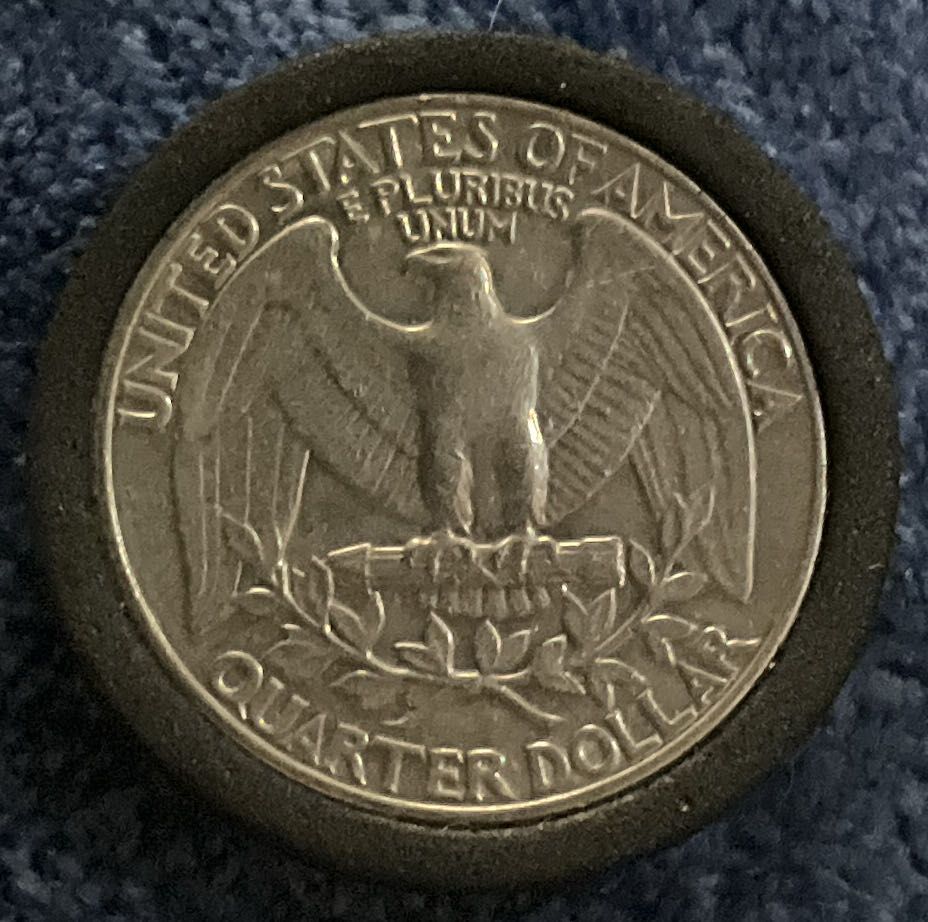 UNITED STATES OF AMERICA
E PLURIBUS
UNUM
QUARTER DOLLAR